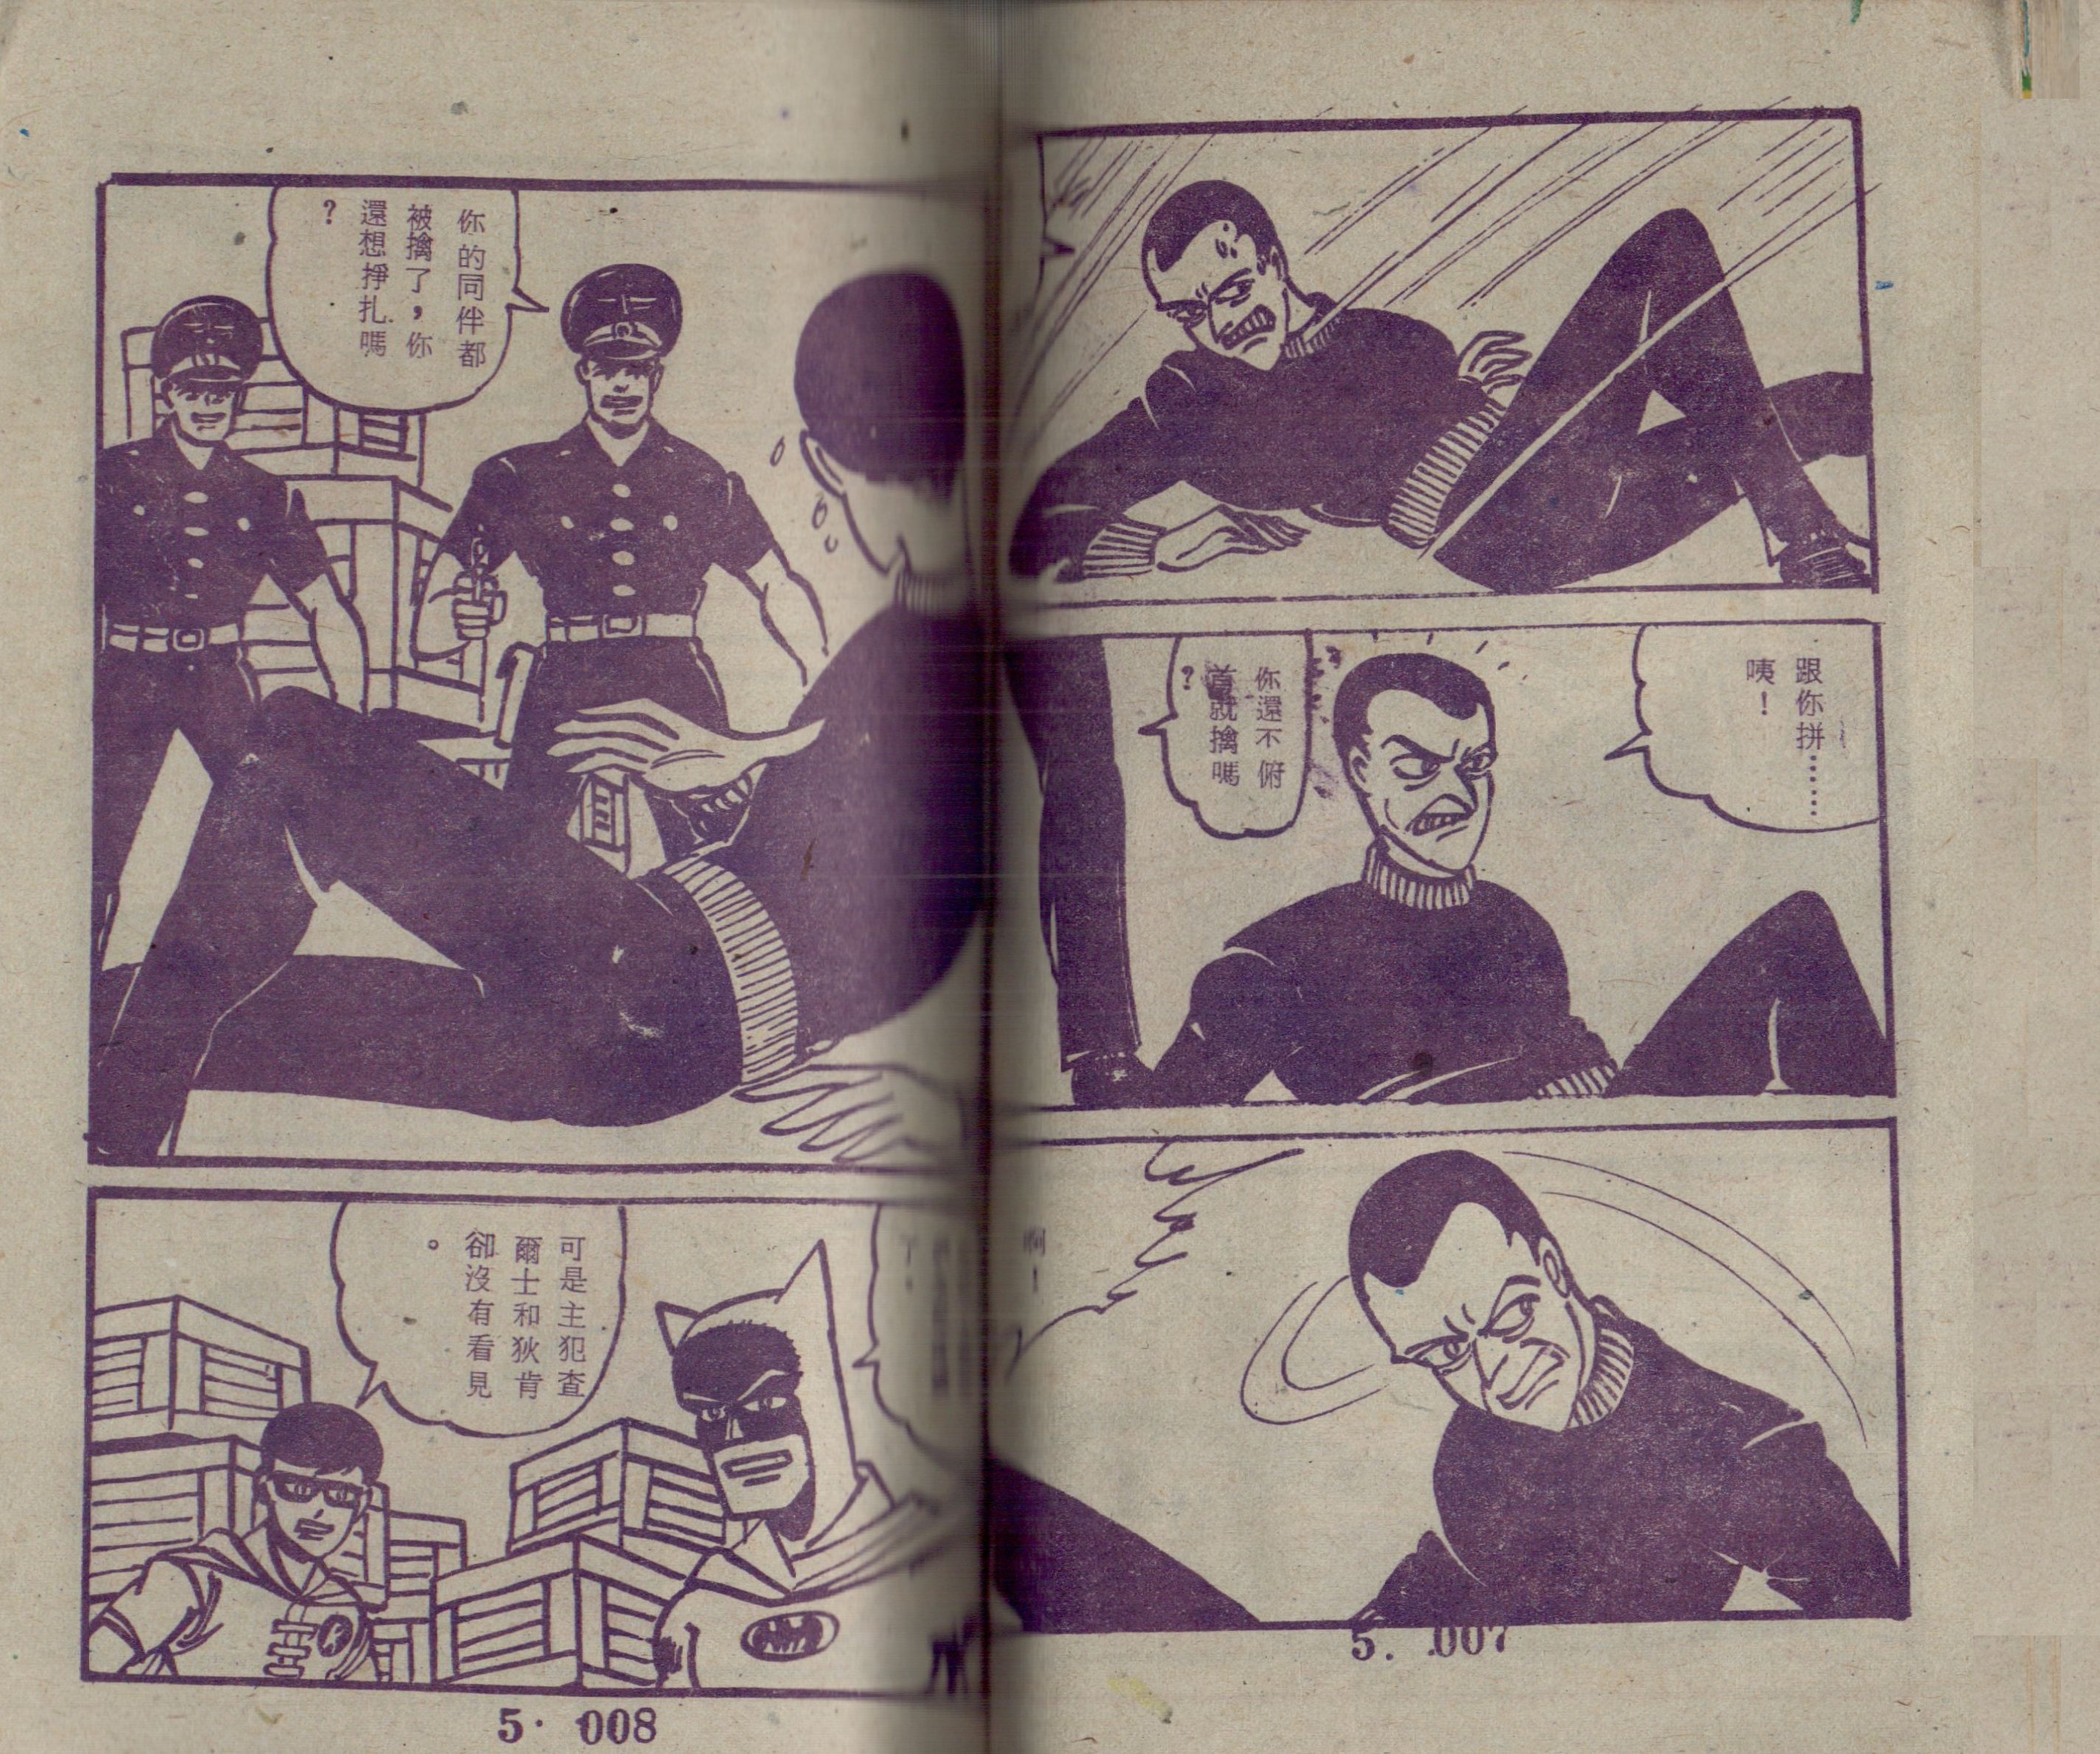 跟你拼……
咦！
你還不俯
首就擒嗎
？
5. 007
你的同伴都
被擒了，你
還想掙扎嗎
？
可是主犯查
爾士和狄肯
卻沒有看見
。
5. 008